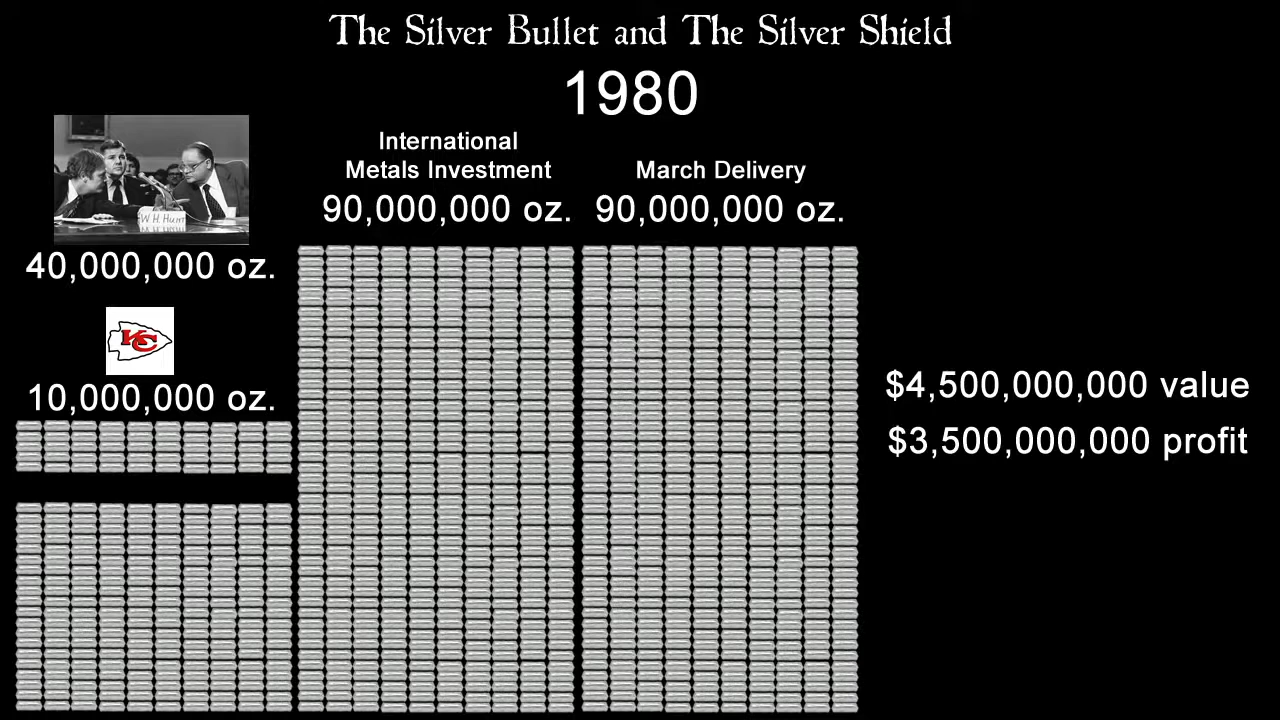 The Silver Bullet and The Silver Shield
1980
International
Metals Investment
90,000,000 oz.
March Delivery
90,000,000 oz.
W. H. Hunt
40,000,000 oz.
KC
10,000,000 oz.
$4,500,000,000 value
$3,500,000,000 profit